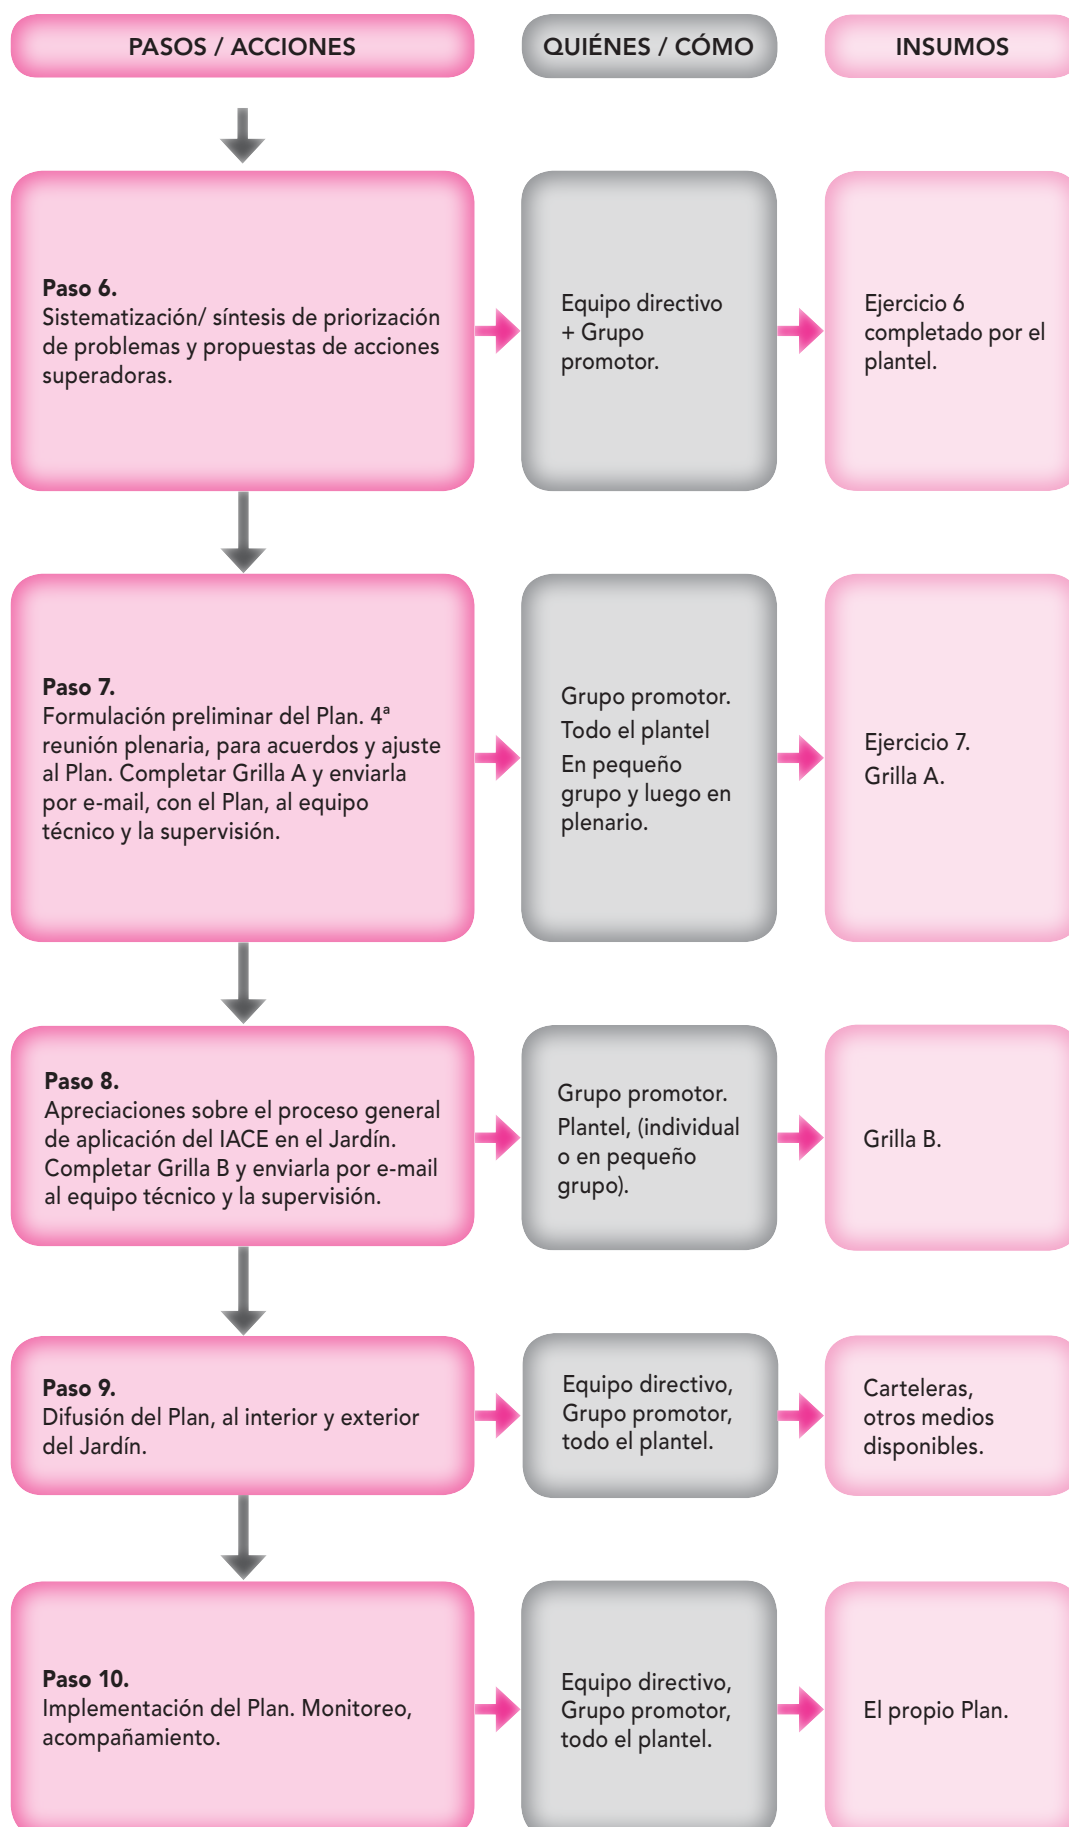 PASOS / ACCIONES
QUIÉNES / CÓMO
INSUMOS
Paso 6.
Sistematización/ síntesis de priorización
de problemas y propuestas de acciones
superadoras.
Equipo directivo
+ Grupo
promotor.
Ejercicio 6
completado por el
plantel.
Paso 7.
Formulación preliminar del Plan. 4ª
reunión plenaria, para acuerdos y ajuste
al Plan. Completar Grilla A y enviarla
por e-mail, con el Plan, al equipo
técnico y la supervisión.
Grupo promotor.
Todo el plantel
En pequeño
grupo y luego en
plenario.
Ejercicio 7.
Grilla A.
Paso 8.
Apreciaciones sobre el proceso general
de aplicación del IACE en el Jardín.
Completar Grilla B y enviarla por e-mail
al equipo técnico y la supervisión.
Grupo promotor.
Plantel, (individual
o en pequeño
grupo).
Grilla B.
Paso 9.
Difusión del Plan, al interior y exterior
del Jardín.
Equipo directivo,
Grupo promotor,
todo el plantel.
Carteleras,
otros medios
disponibles.
Paso 10.
Implementación del Plan. Monitoreo,
acompañamiento.
Equipo directivo,
Grupo promotor,
todo el plantel.
El propio Plan.